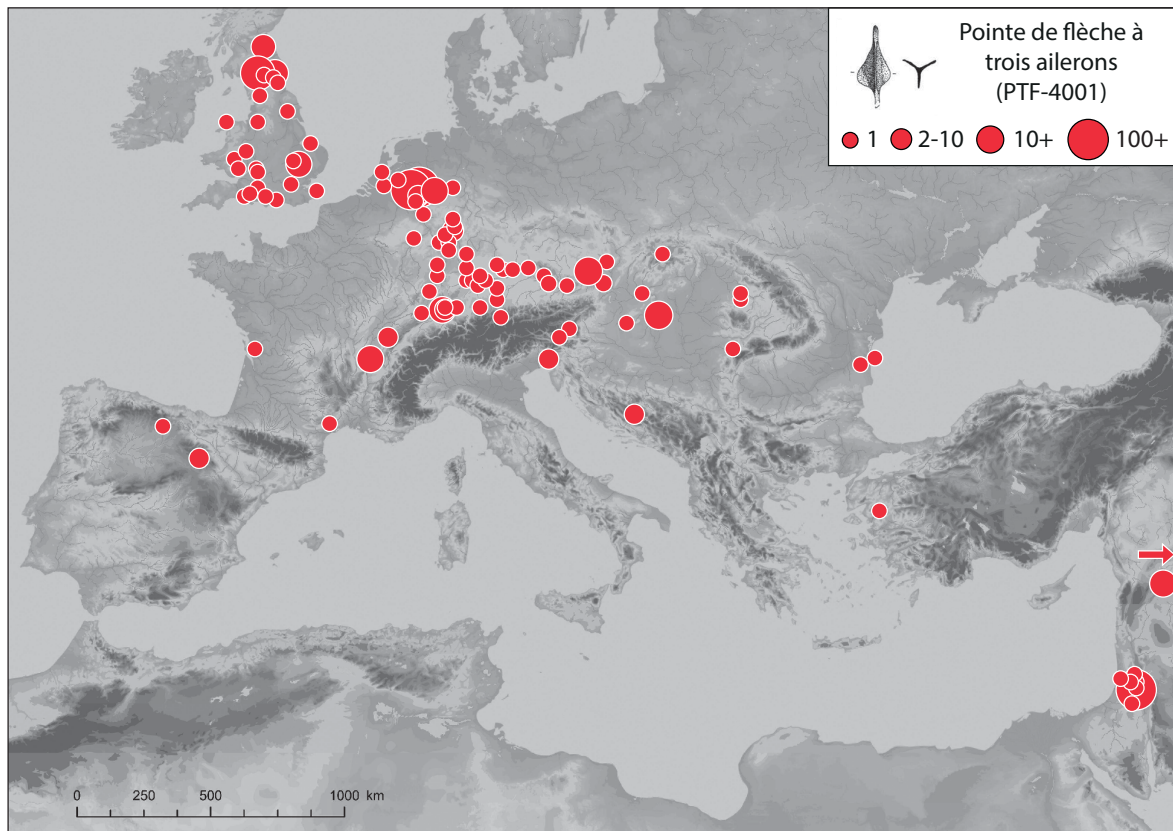 Pointe de flèche à
trois ailerons
(PTF-4001)
1 2-10 10+ 100+
0 250 500 1000 km